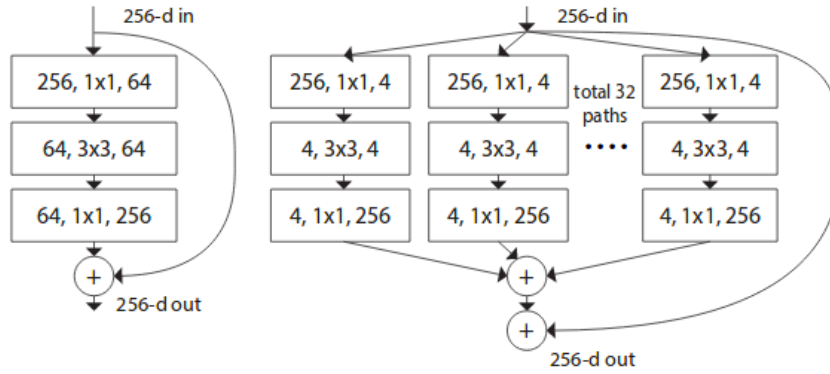 256-d in
256, 1x1, 64
64, 3x3, 64
64, 1x1, 256
+
256-d out
256-d in
256, 1x1, 4
256, 1x1, 4
total 32
paths
256, 1x1, 4
4, 3x3, 4
4, 3x3, 4
....
4, 3x3, 4
4, 1x1, 256
4, 1x1, 256
4, 1x1, 256
+
+
256-d out